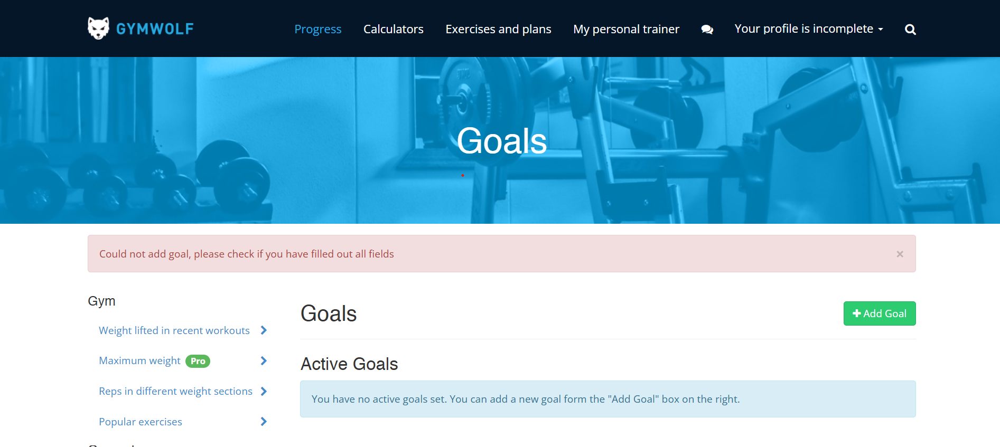 GYMWOLF
Progress
Calculators
Exercises and plans
My personal trainer
Your profile is incomplete
Goals
Could not add goal, please check if you have filled out all fields
×
Gym
Weight lifted in recent workouts
Maximum weight Pro
Reps in different weight sections
Popular exercises
Goals
Add Goal
Active Goals
You have no active goals set. You can add a new goal form the "Add Goal" box on the right.